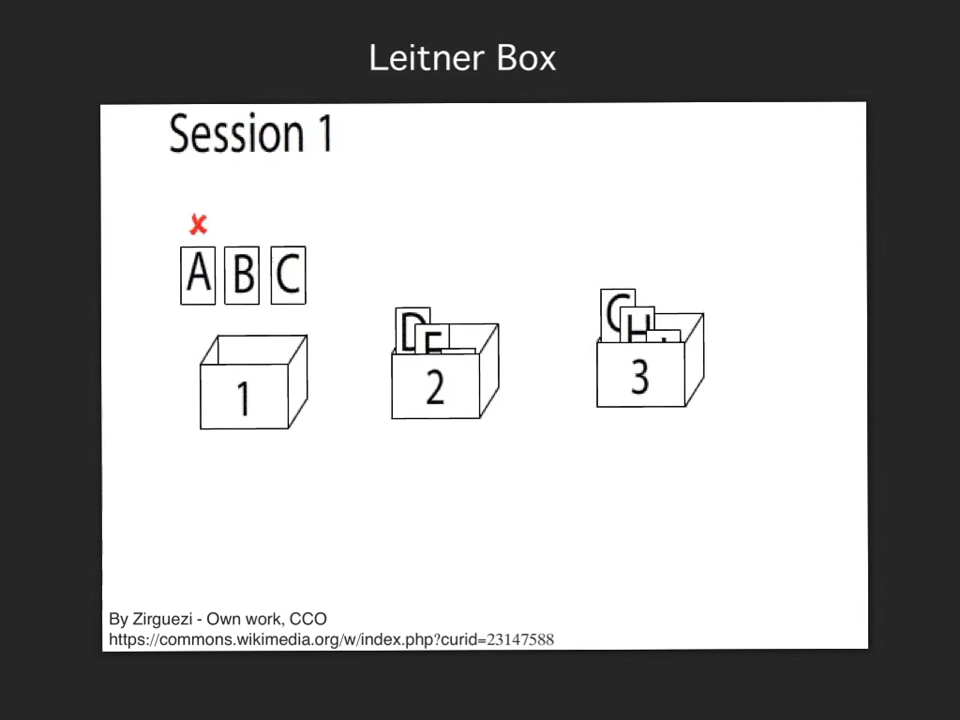 Leitner Box
Session 1
A B C
D
G
H
1
2
3
By Zirguezi - Own work, CCO
https://commons.wikimedia.org/w/index.php?curid=23147588